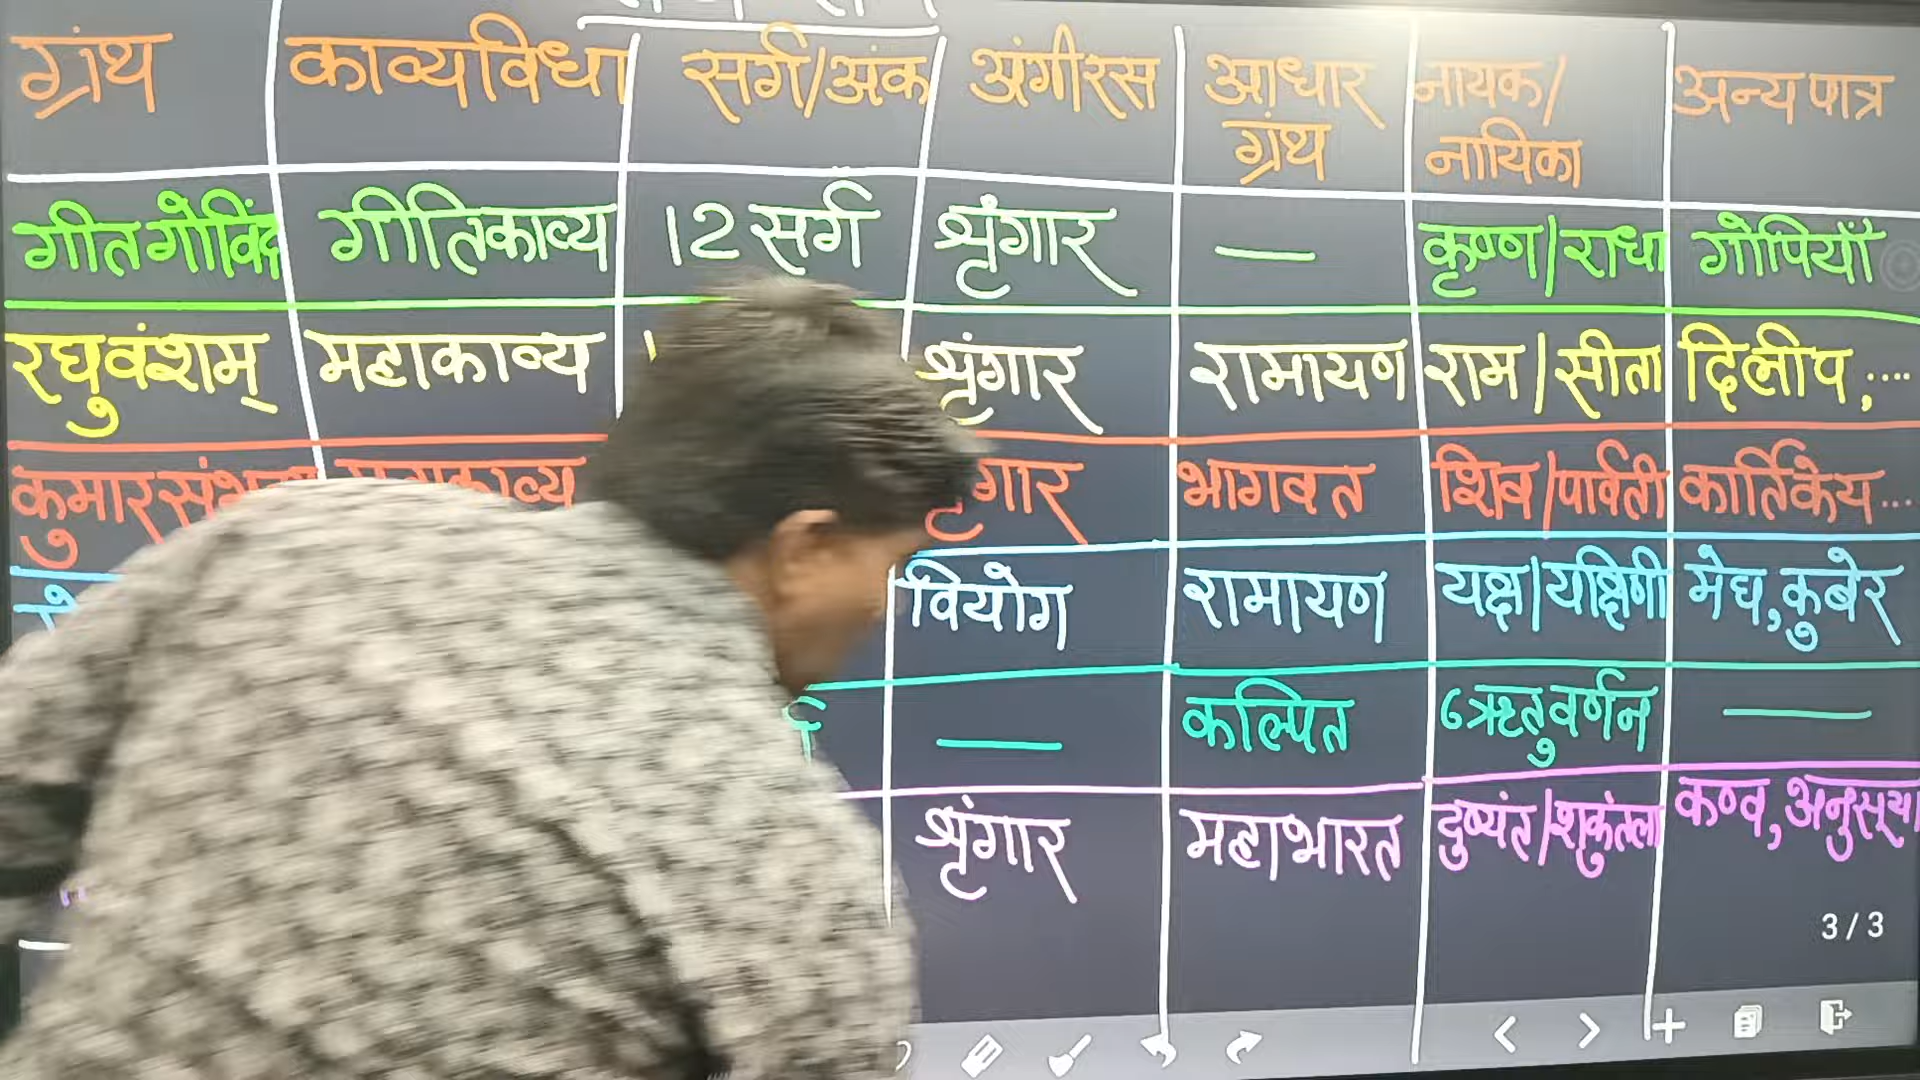 ग्रंथ काव्यविधा सर्ग/अंक अंगीरस आधार ग्रंथ नायक/ नायिका अन्य पात्र
गीतगोविंद गीतिकाव्य 12 सर्ग श्रृंगार — कृष्ण/राधा गोपियाँ
रघुवंशम् महाकाव्य श्रृंगार रामायण राम/सीता दिलीप,....
भागवत शिव/पार्वती कार्तिकेय...
वियोग रामायण यक्ष/यक्षिणी मेघ,कुबेर
— कल्पित 6ऋतुवर्णन —
श्रृंगार महाभारत दुष्यंत/शकुंतला कण्व,अनुसूया
3/3